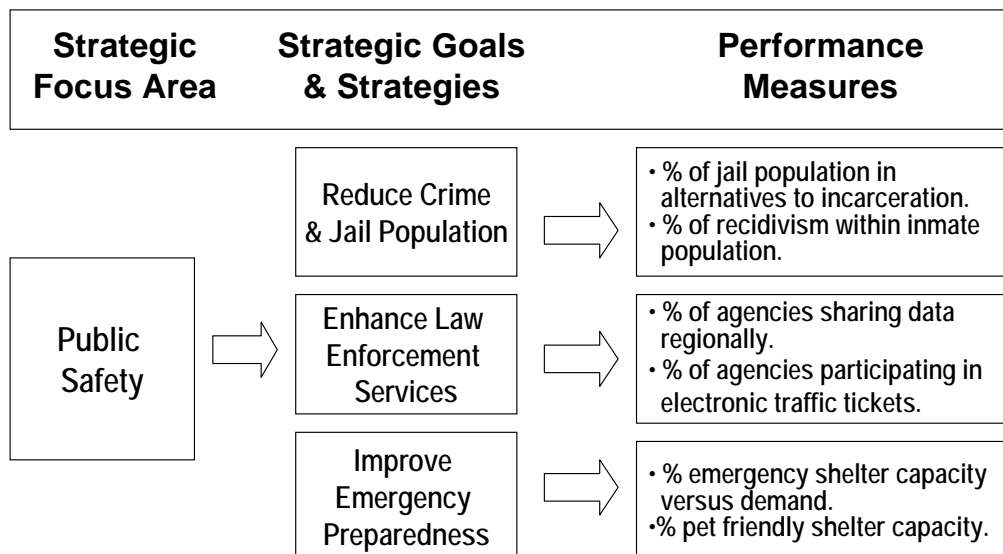 Strategic
Focus Area
Strategic Goals
& Strategies
Performance
Measures
Public
Safety
Reduce Crime
& Jail Population
• % of jail population in
alternatives to incarceration.
• % of recidivism within inmate
population.
Enhance Law
Enforcement
Services
• % of agencies sharing data
regionally.
• % of agencies participating in
electronic traffic tickets.
Improve
Emergency
Preparedness
• % emergency shelter capacity
versus demand.
•% pet friendly shelter capacity.